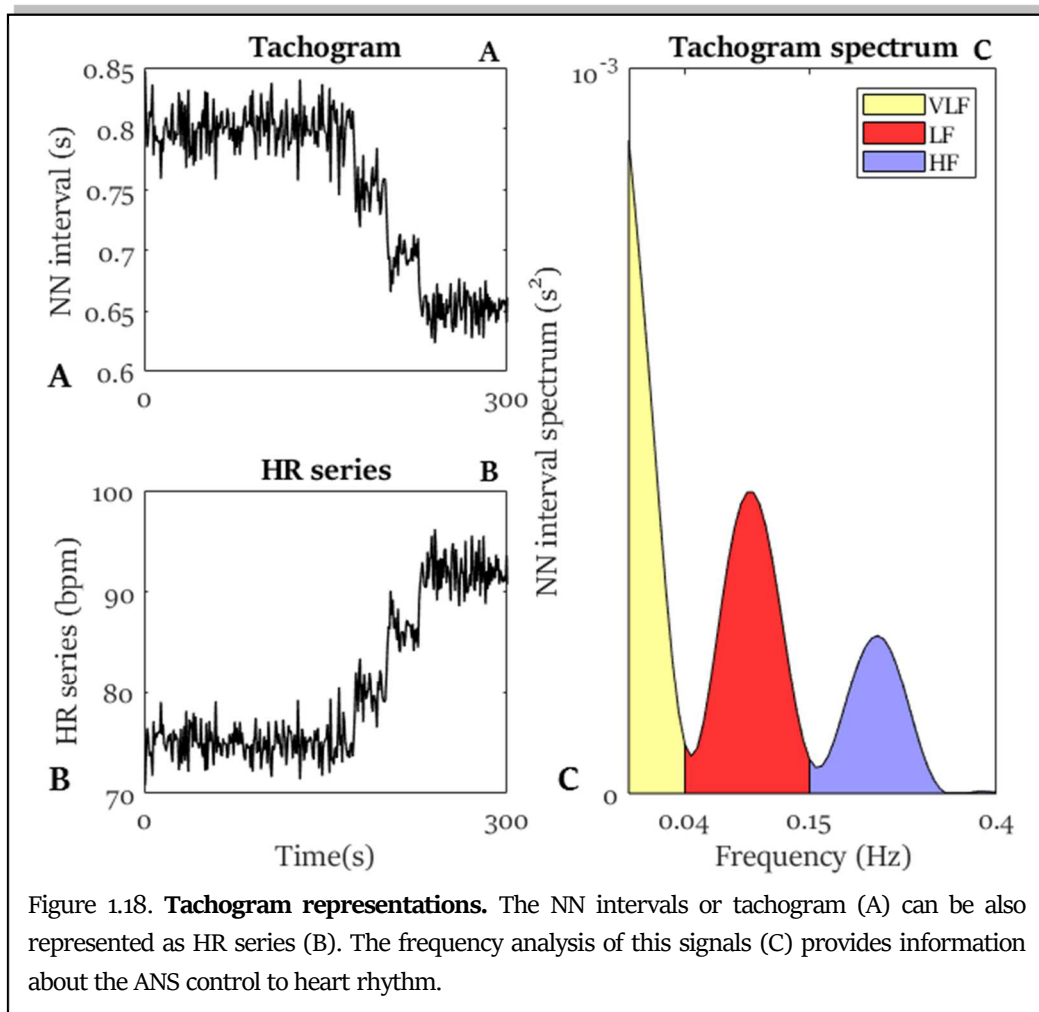 Tachogram A
NN interval (s)
0.85
0.8
0.75
0.7
0.65
0.6
A
0 300
HR series B
HR series (bpm)
100
90
80
70
B
0 300
Time(s)
Tachogram spectrum C
NN interval spectrum (s²)
10⁻³
VLF
LF
HF
C
0
0.04 0.15 0.4
Frequency (Hz)
Figure 1.18. Tachogram representations. The NN intervals or tachogram (A) can be also
represented as HR series (B). The frequency analysis of this signals (C) provides information
about the ANS control to heart rhythm.